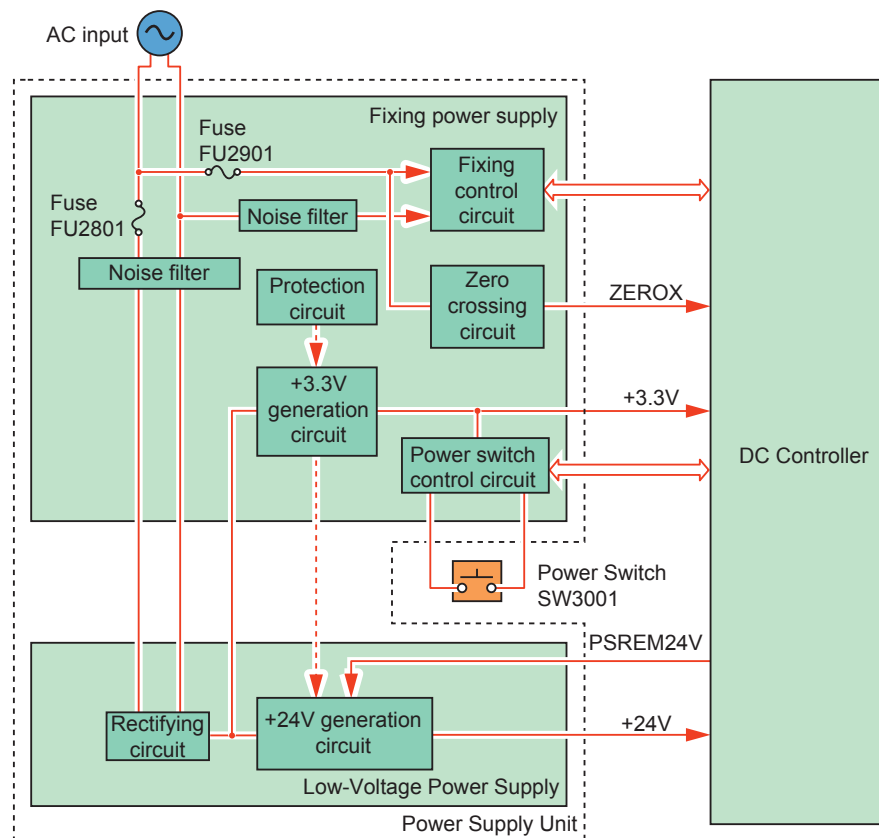 AC input
Fixing power supply
Fuse
FU2901
Fixing
control
circuit
Fuse
FU2801
Noise filter
Noise filter
Protection
circuit
Zero
crossing
circuit
ZEROX
+3.3V
generation
circuit
+3.3V
Power switch
control circuit
DC Controller
Power Switch
SW3001
PSREM24V
Rectifying
circuit
+24V generation
circuit
+24V
Low-Voltage Power Supply
Power Supply Unit